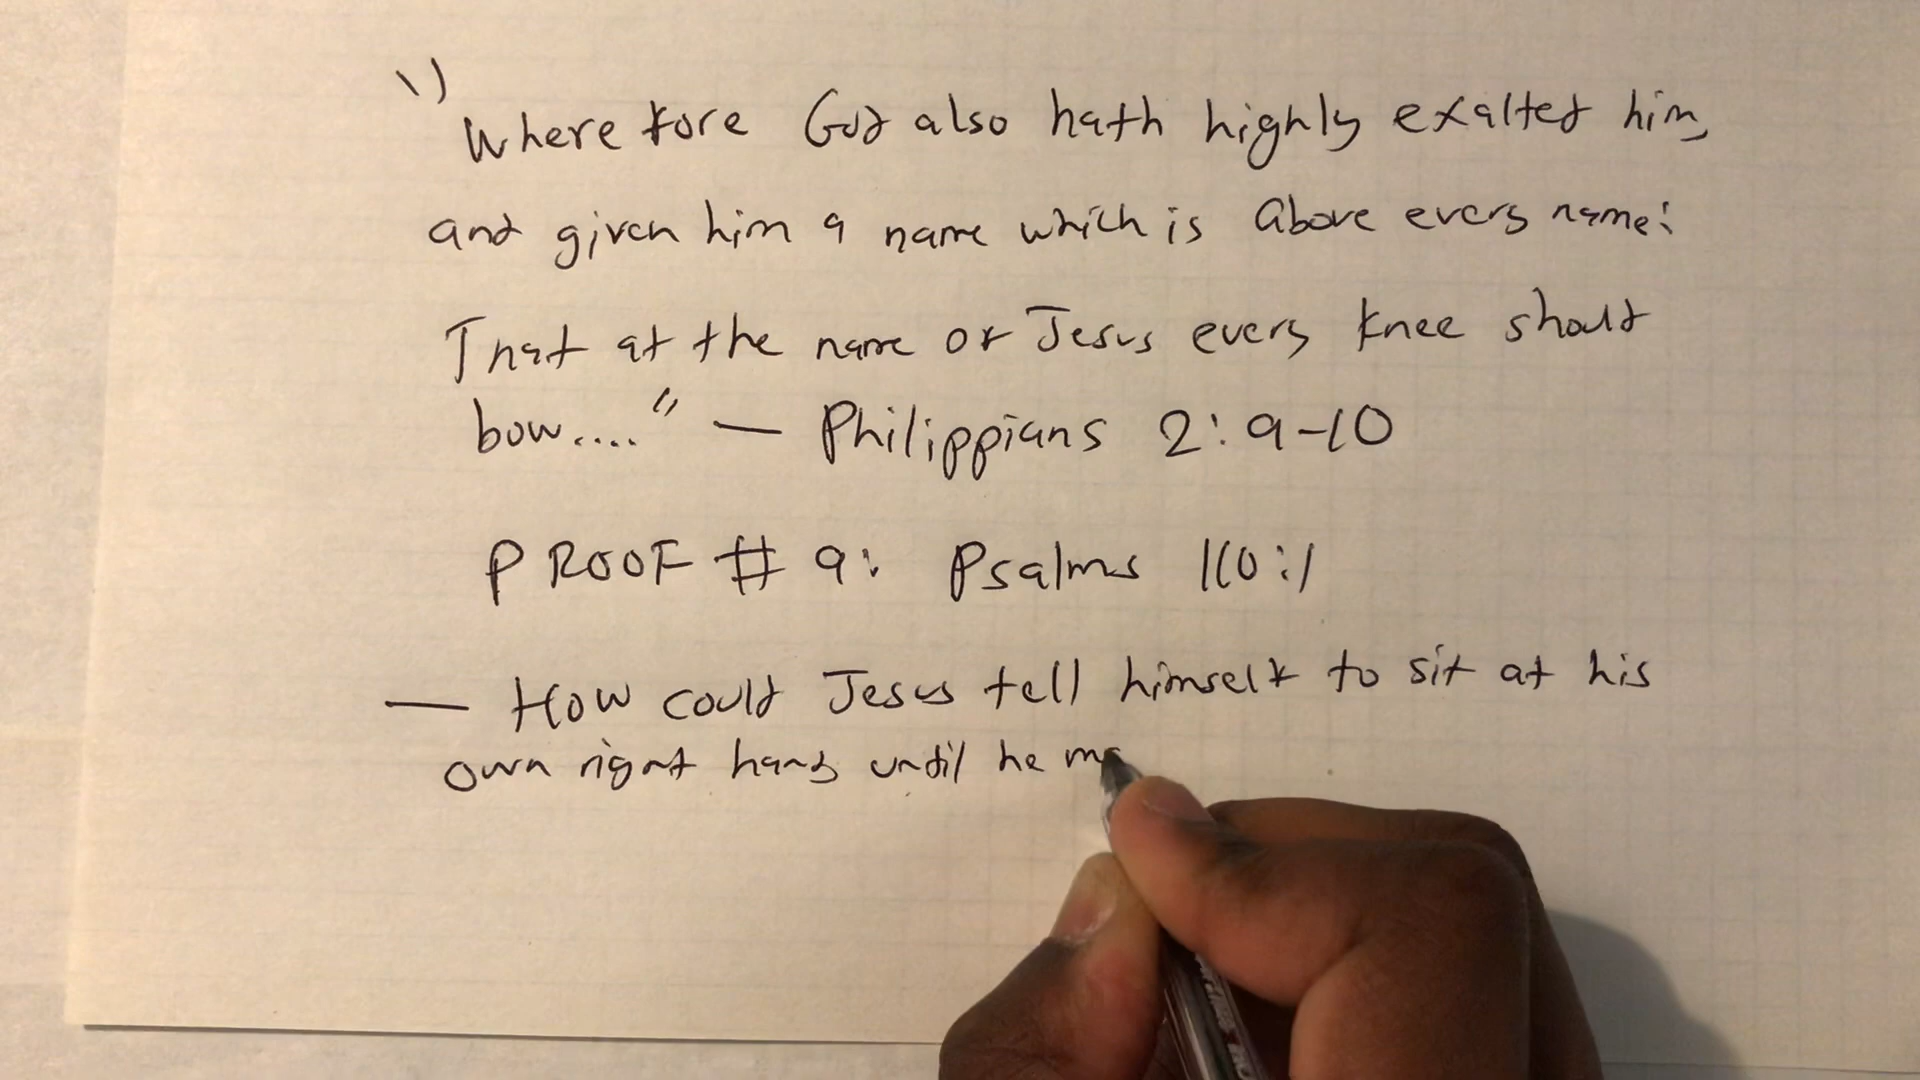 "Wherefore God also hath highly exalted him,
and given him a name which is above every name:
That at the name of Jesus every knee should
bow...." — Philippians 2:9-10
PROOF # 9: Psalms 110:1
— How could Jesus tell himself to sit at his
own right hand until he ma